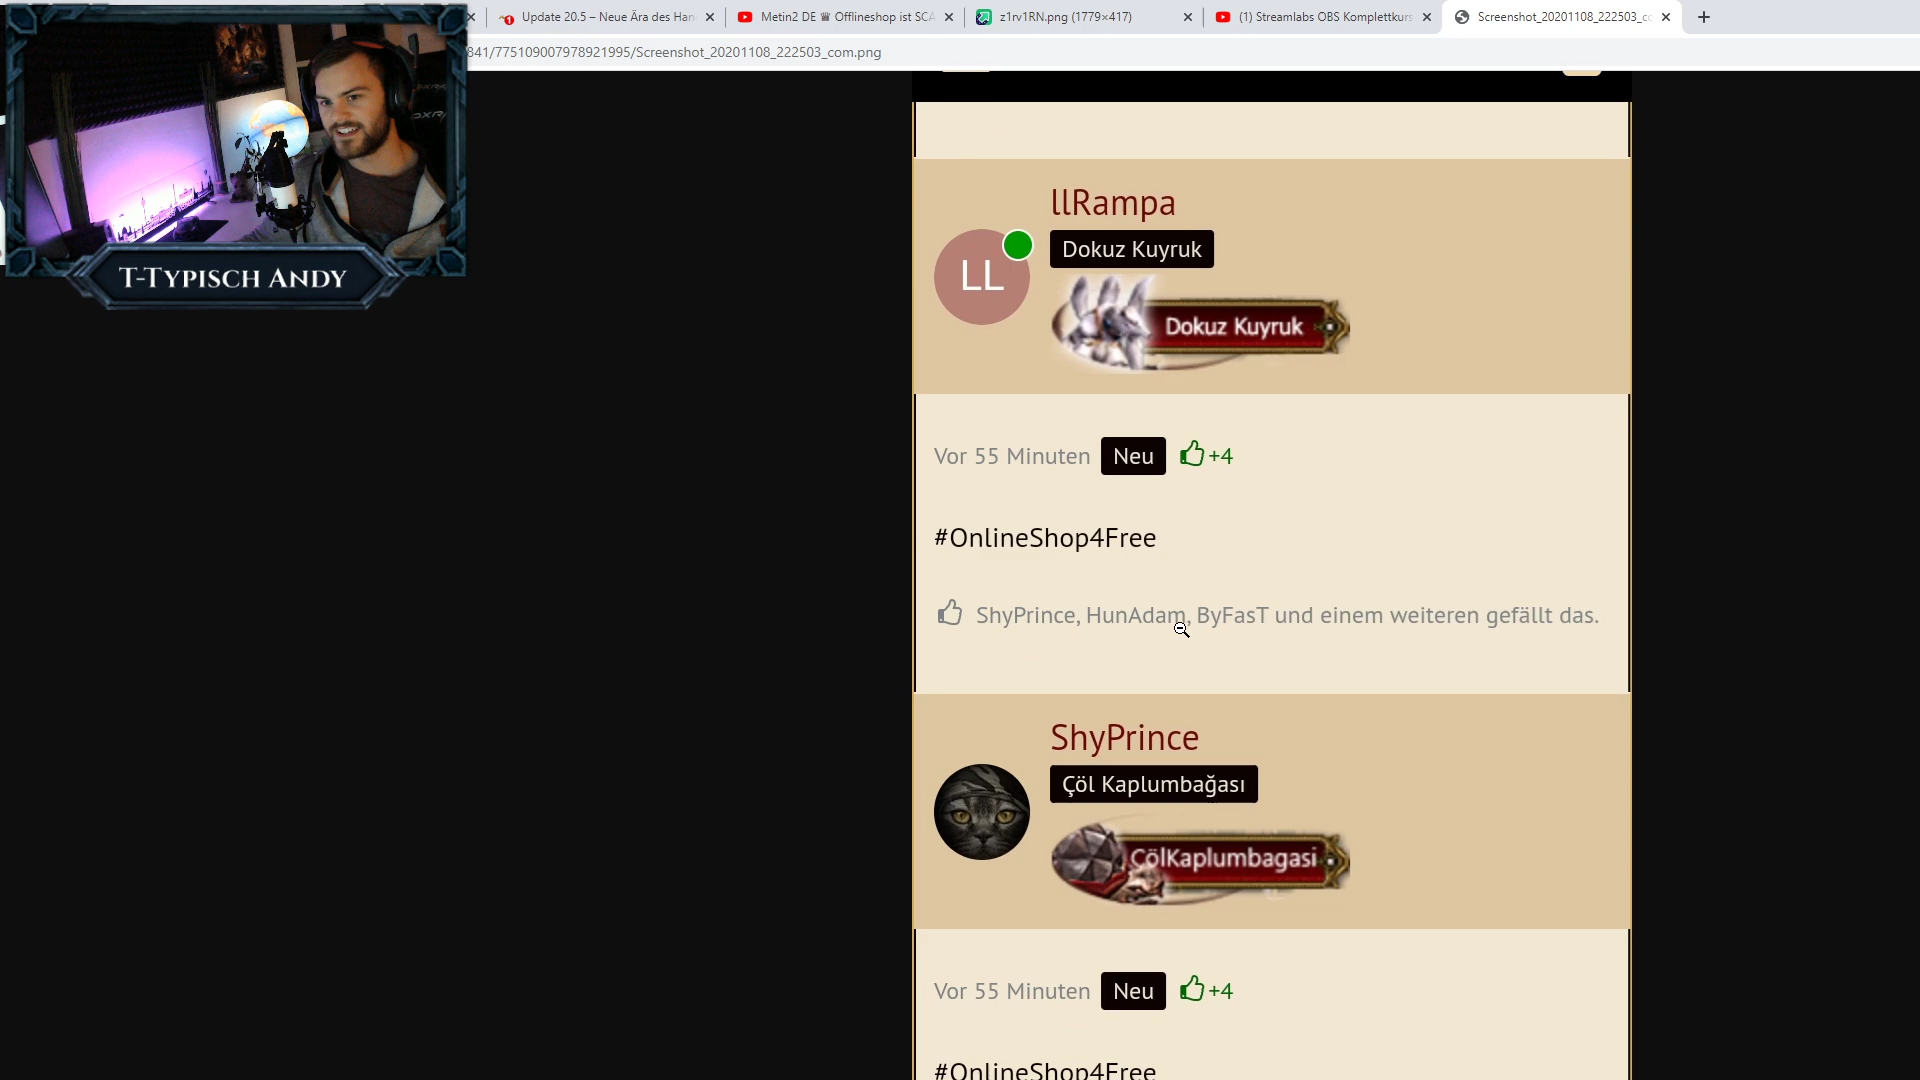 Update 20.5 – Neue Ära des Han
Metin2 DE ♕ Offlineshop ist SCA
z1rv1RN.png (1779×417)
(1) Streamlabs OBS Komplettkurs
Screenshot_20201108_222503_co
841/775109007978921995/Screenshot_20201108_222503_com.png
T-Typisch Andy
llRampa
LL
Dokuz Kuyruk
Dokuz Kuyruk
Vor 55 Minuten Neu +4
#OnlineShop4Free
ShyPrince, HunAdam, ByFasT und einem weiteren gefällt das.
ShyPrince
Çöl Kaplumbağası
ÇölKaplumbagasi
Vor 55 Minuten Neu +4
#OnlineShop4Free